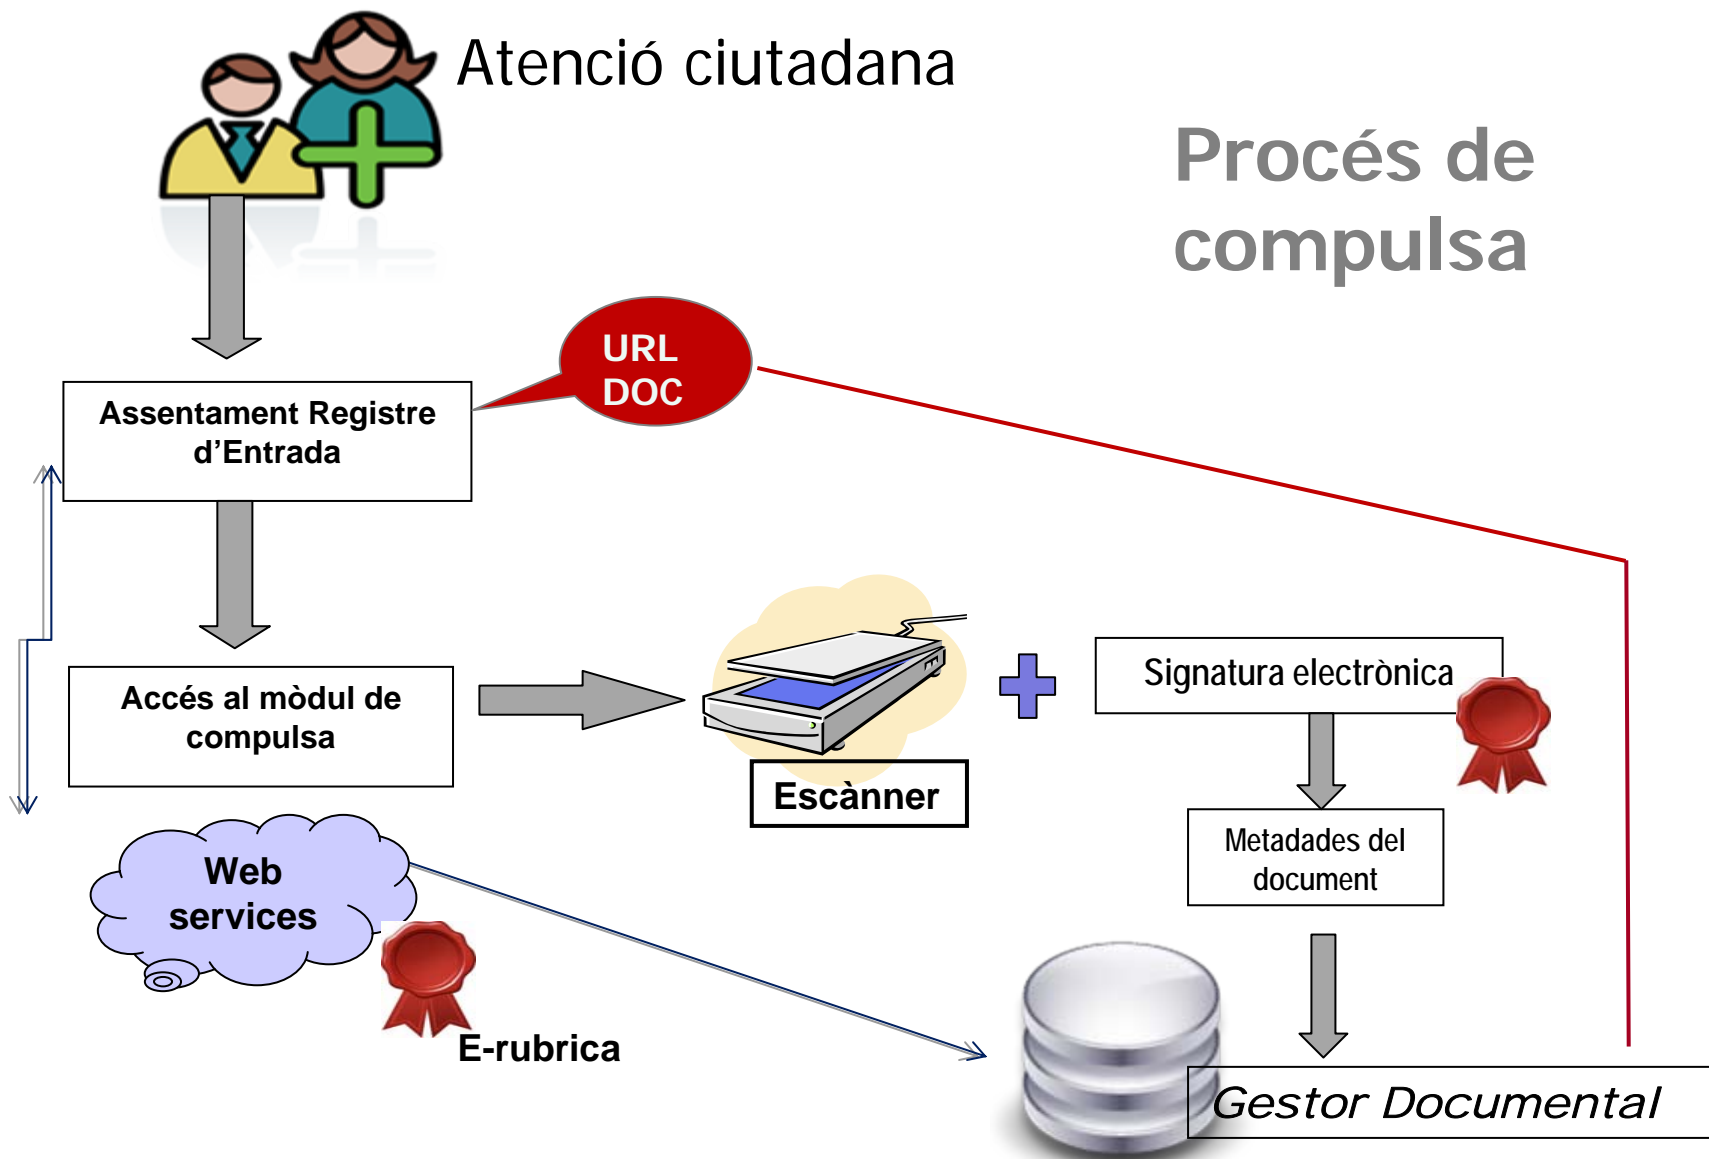 Atenció ciutadana
Procés de
compulsa
URL
DOC
Assentament Registre
d’Entrada
Accés al mòdul de
compulsa
Escànner
Signatura electrònica
Metadades del
document
Web
services
E-rubrica
Gestor Documental